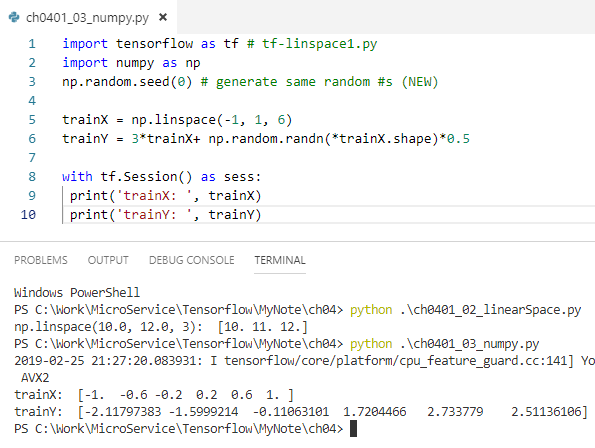 ch0401_03_numpy.py ×
1 import tensorflow as tf # tf-linspace1.py
2 import numpy as np
3 np.random.seed(0) # generate same random #s (NEW)
4
5 trainX = np.linspace(-1, 1, 6)
6 trainY = 3*trainX+ np.random.randn(*trainX.shape)*0.5
7
8 with tf.Session() as sess:
9 print('trainX: ', trainX)
10 print('trainY: ', trainY)
PROBLEMS OUTPUT DEBUG CONSOLE TERMINAL
Windows PowerShell
PS C:\Work\MicroService\Tensorflow\MyNote\ch04> python .\ch0401_02_linearSpace.py
np.linspace(10.0, 12.0, 3):  [10. 11. 12.]
PS C:\Work\MicroService\Tensorflow\MyNote\ch04> python .\ch0401_03_numpy.py
2019-02-25 21:27:20.083931: I tensorflow/core/platform/cpu_feature_guard.cc:141] Yo
AVX2
trainX:  [-1.  -0.6 -0.2  0.2  0.6  1. ]
trainY:  [-2.11797383 -1.5999214  -0.11063101  1.7204466   2.733779    2.51136106]
PS C:\Work\MicroService\Tensorflow\MyNote\ch04>